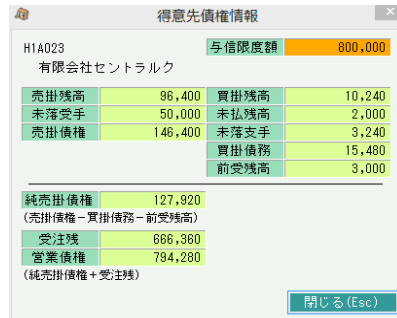 得意先債権情報
H1A023 与信限度額 800,000
有限会社セントラルク
売掛残高 96,400 買掛残高 10,240
未落受手 50,000 未払残高 2,000
売掛債権 146,400 未落支手 3,240
買掛債務 15,480
前受残高 3,000
純売掛債権 127,920
(売掛債権－買掛債務－前受残高)
受注残 666,360
営業債権 794,280
(純売掛債権＋受注残)
閉じる(Esc)